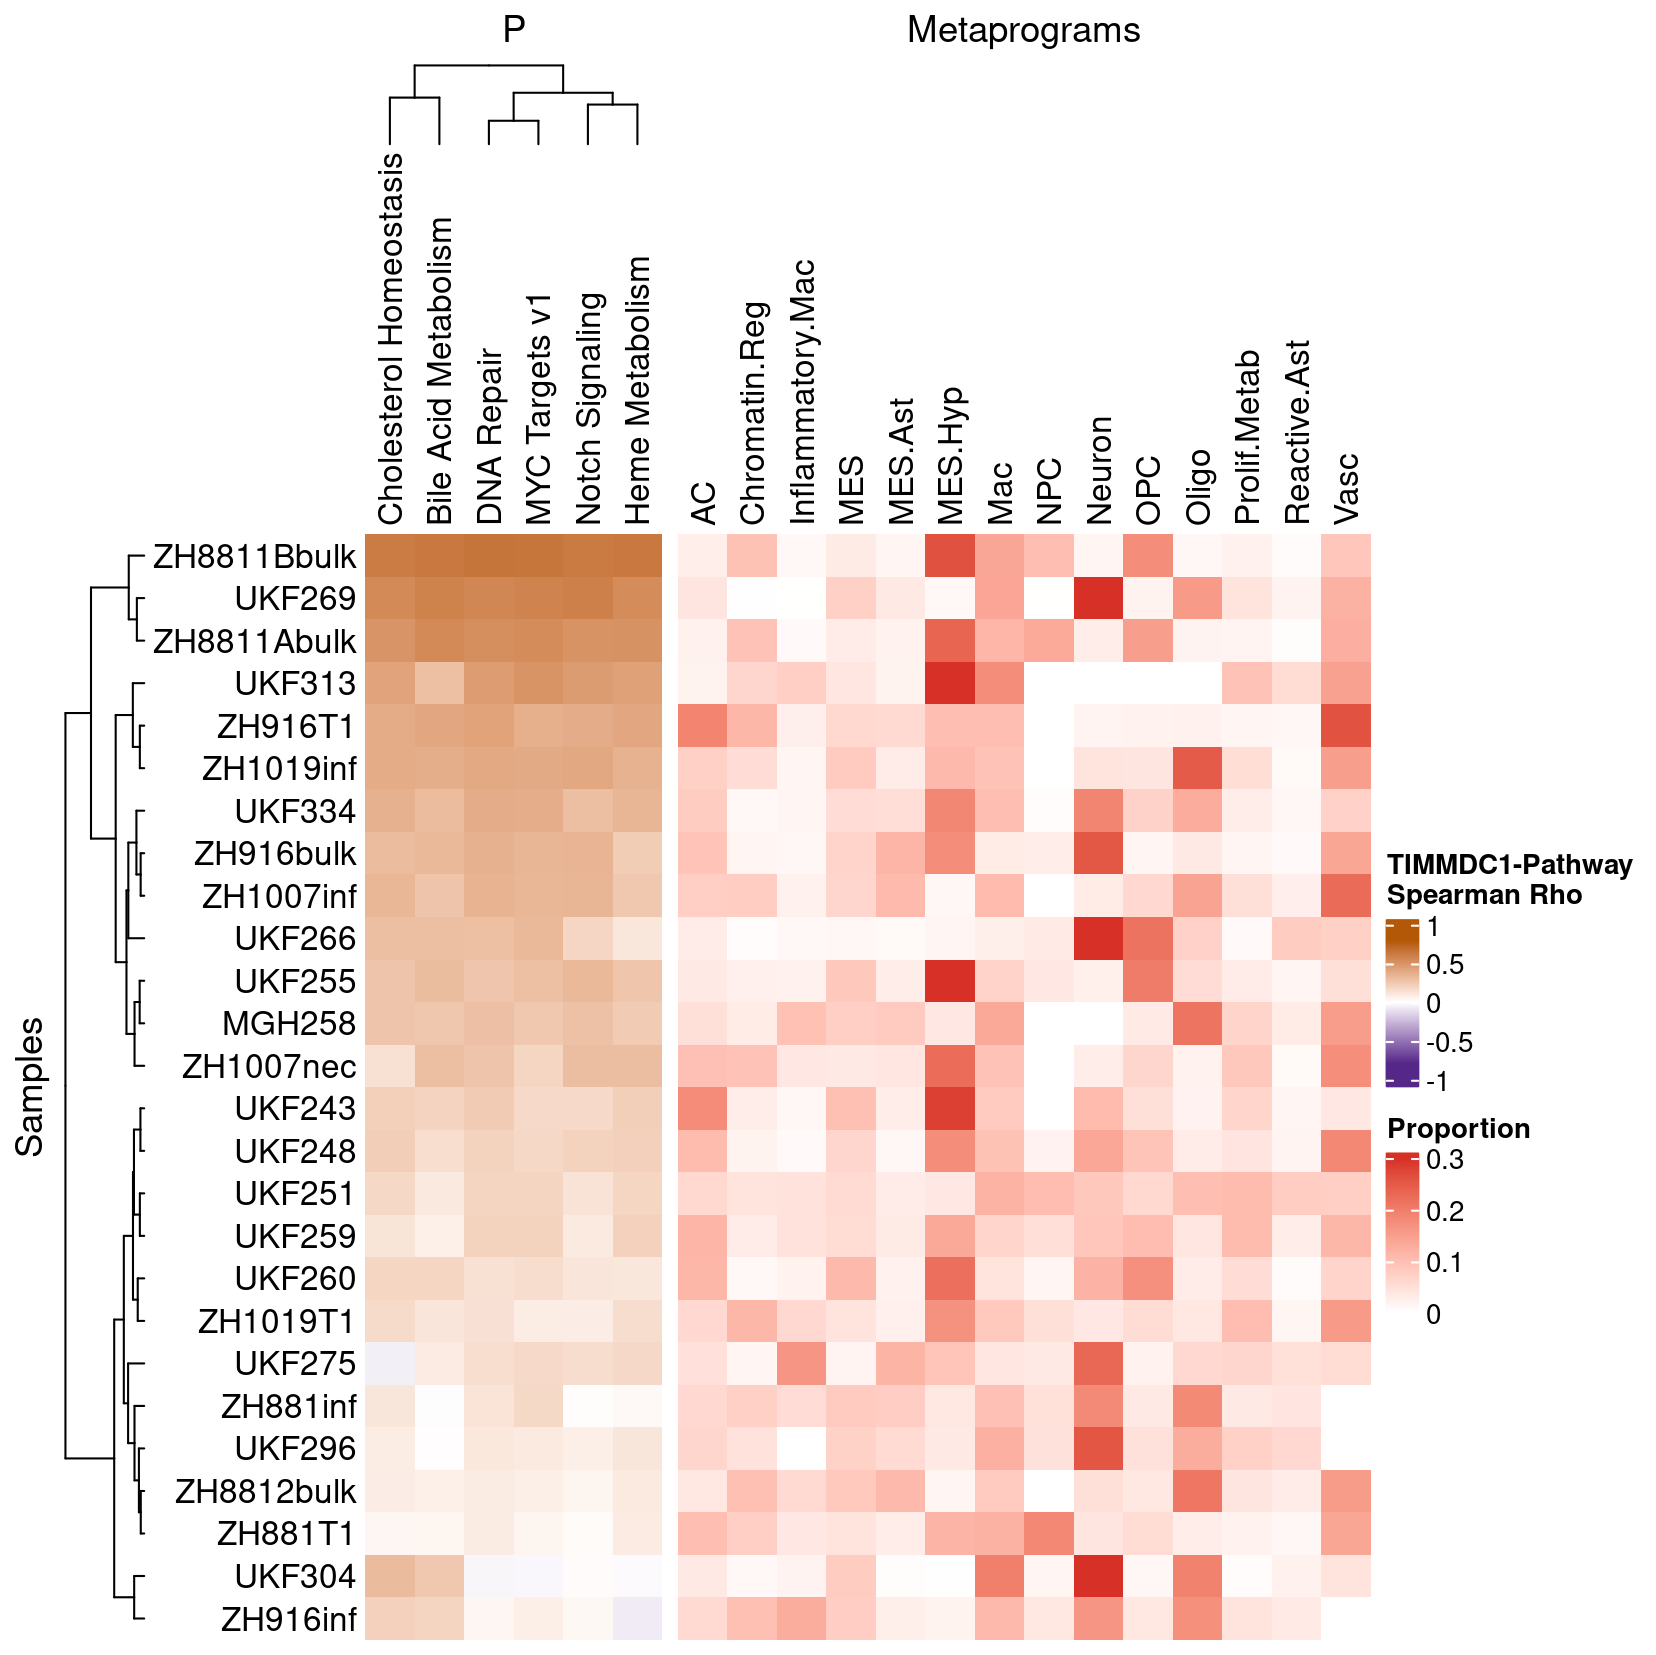 P
Metaprograms
Cholesterol Homeostasis
Bile Acid Metabolism
DNA Repair
MYC Targets v1
Notch Signaling
Heme Metabolism
AC
Chromatin.Reg
Inflammatory.Mac
MES
MES.Ast
MES.Hyp
Mac
NPC
Neuron
OPC
Oligo
Prolif.Metab
Reactive.Ast
Vasc
Samples
ZH8811Bbulk
UKF269
ZH8811Abulk
UKF313
ZH916T1
ZH1019inf
UKF334
ZH916bulk
ZH1007inf
UKF266
UKF255
MGH258
ZH1007nec
UKF243
UKF248
UKF251
UKF259
UKF260
ZH1019T1
UKF275
ZH881inf
UKF296
ZH8812bulk
ZH881T1
UKF304
ZH916inf
TIMMDC1-Pathway
Spearman Rho
1
0.5
0
-0.5
-1
Proportion
0.3
0.2
0.1
0